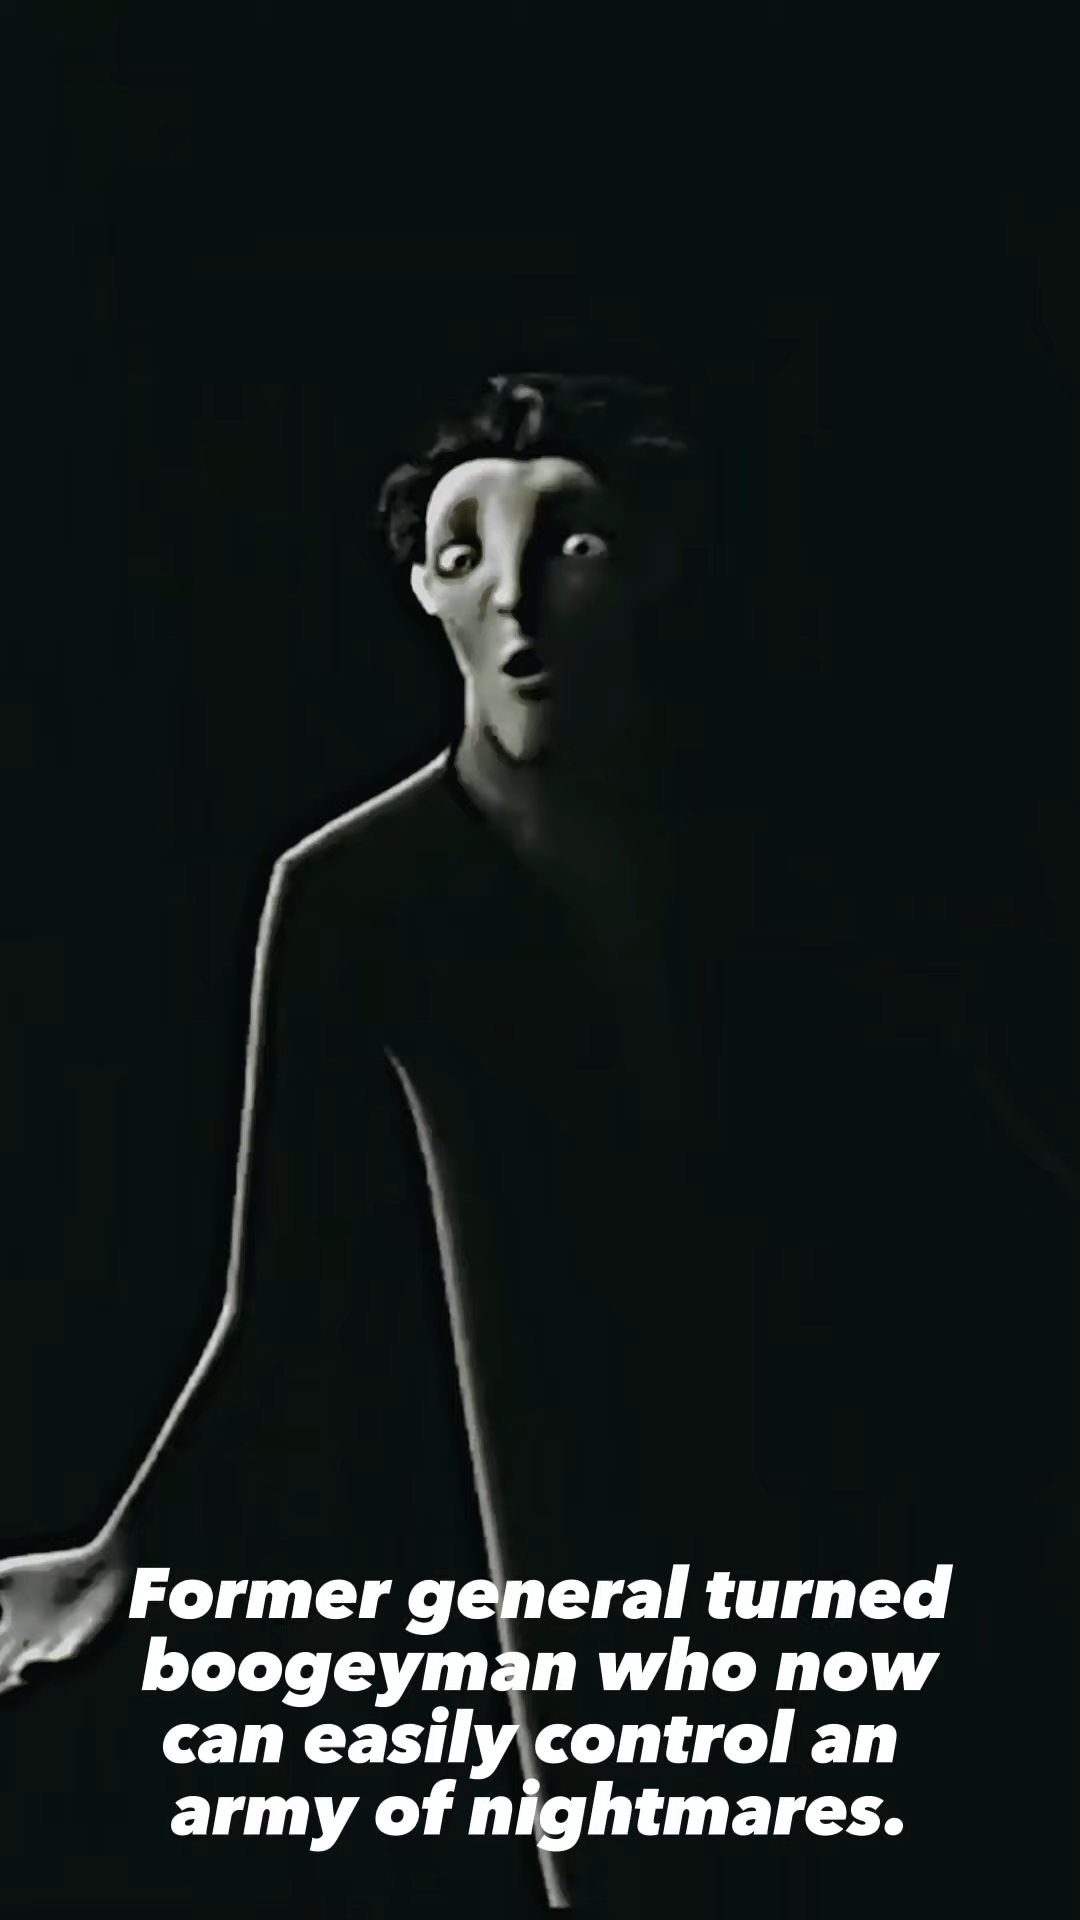 Former general turned
boogeyman who now
can easily control an
army of nightmares.